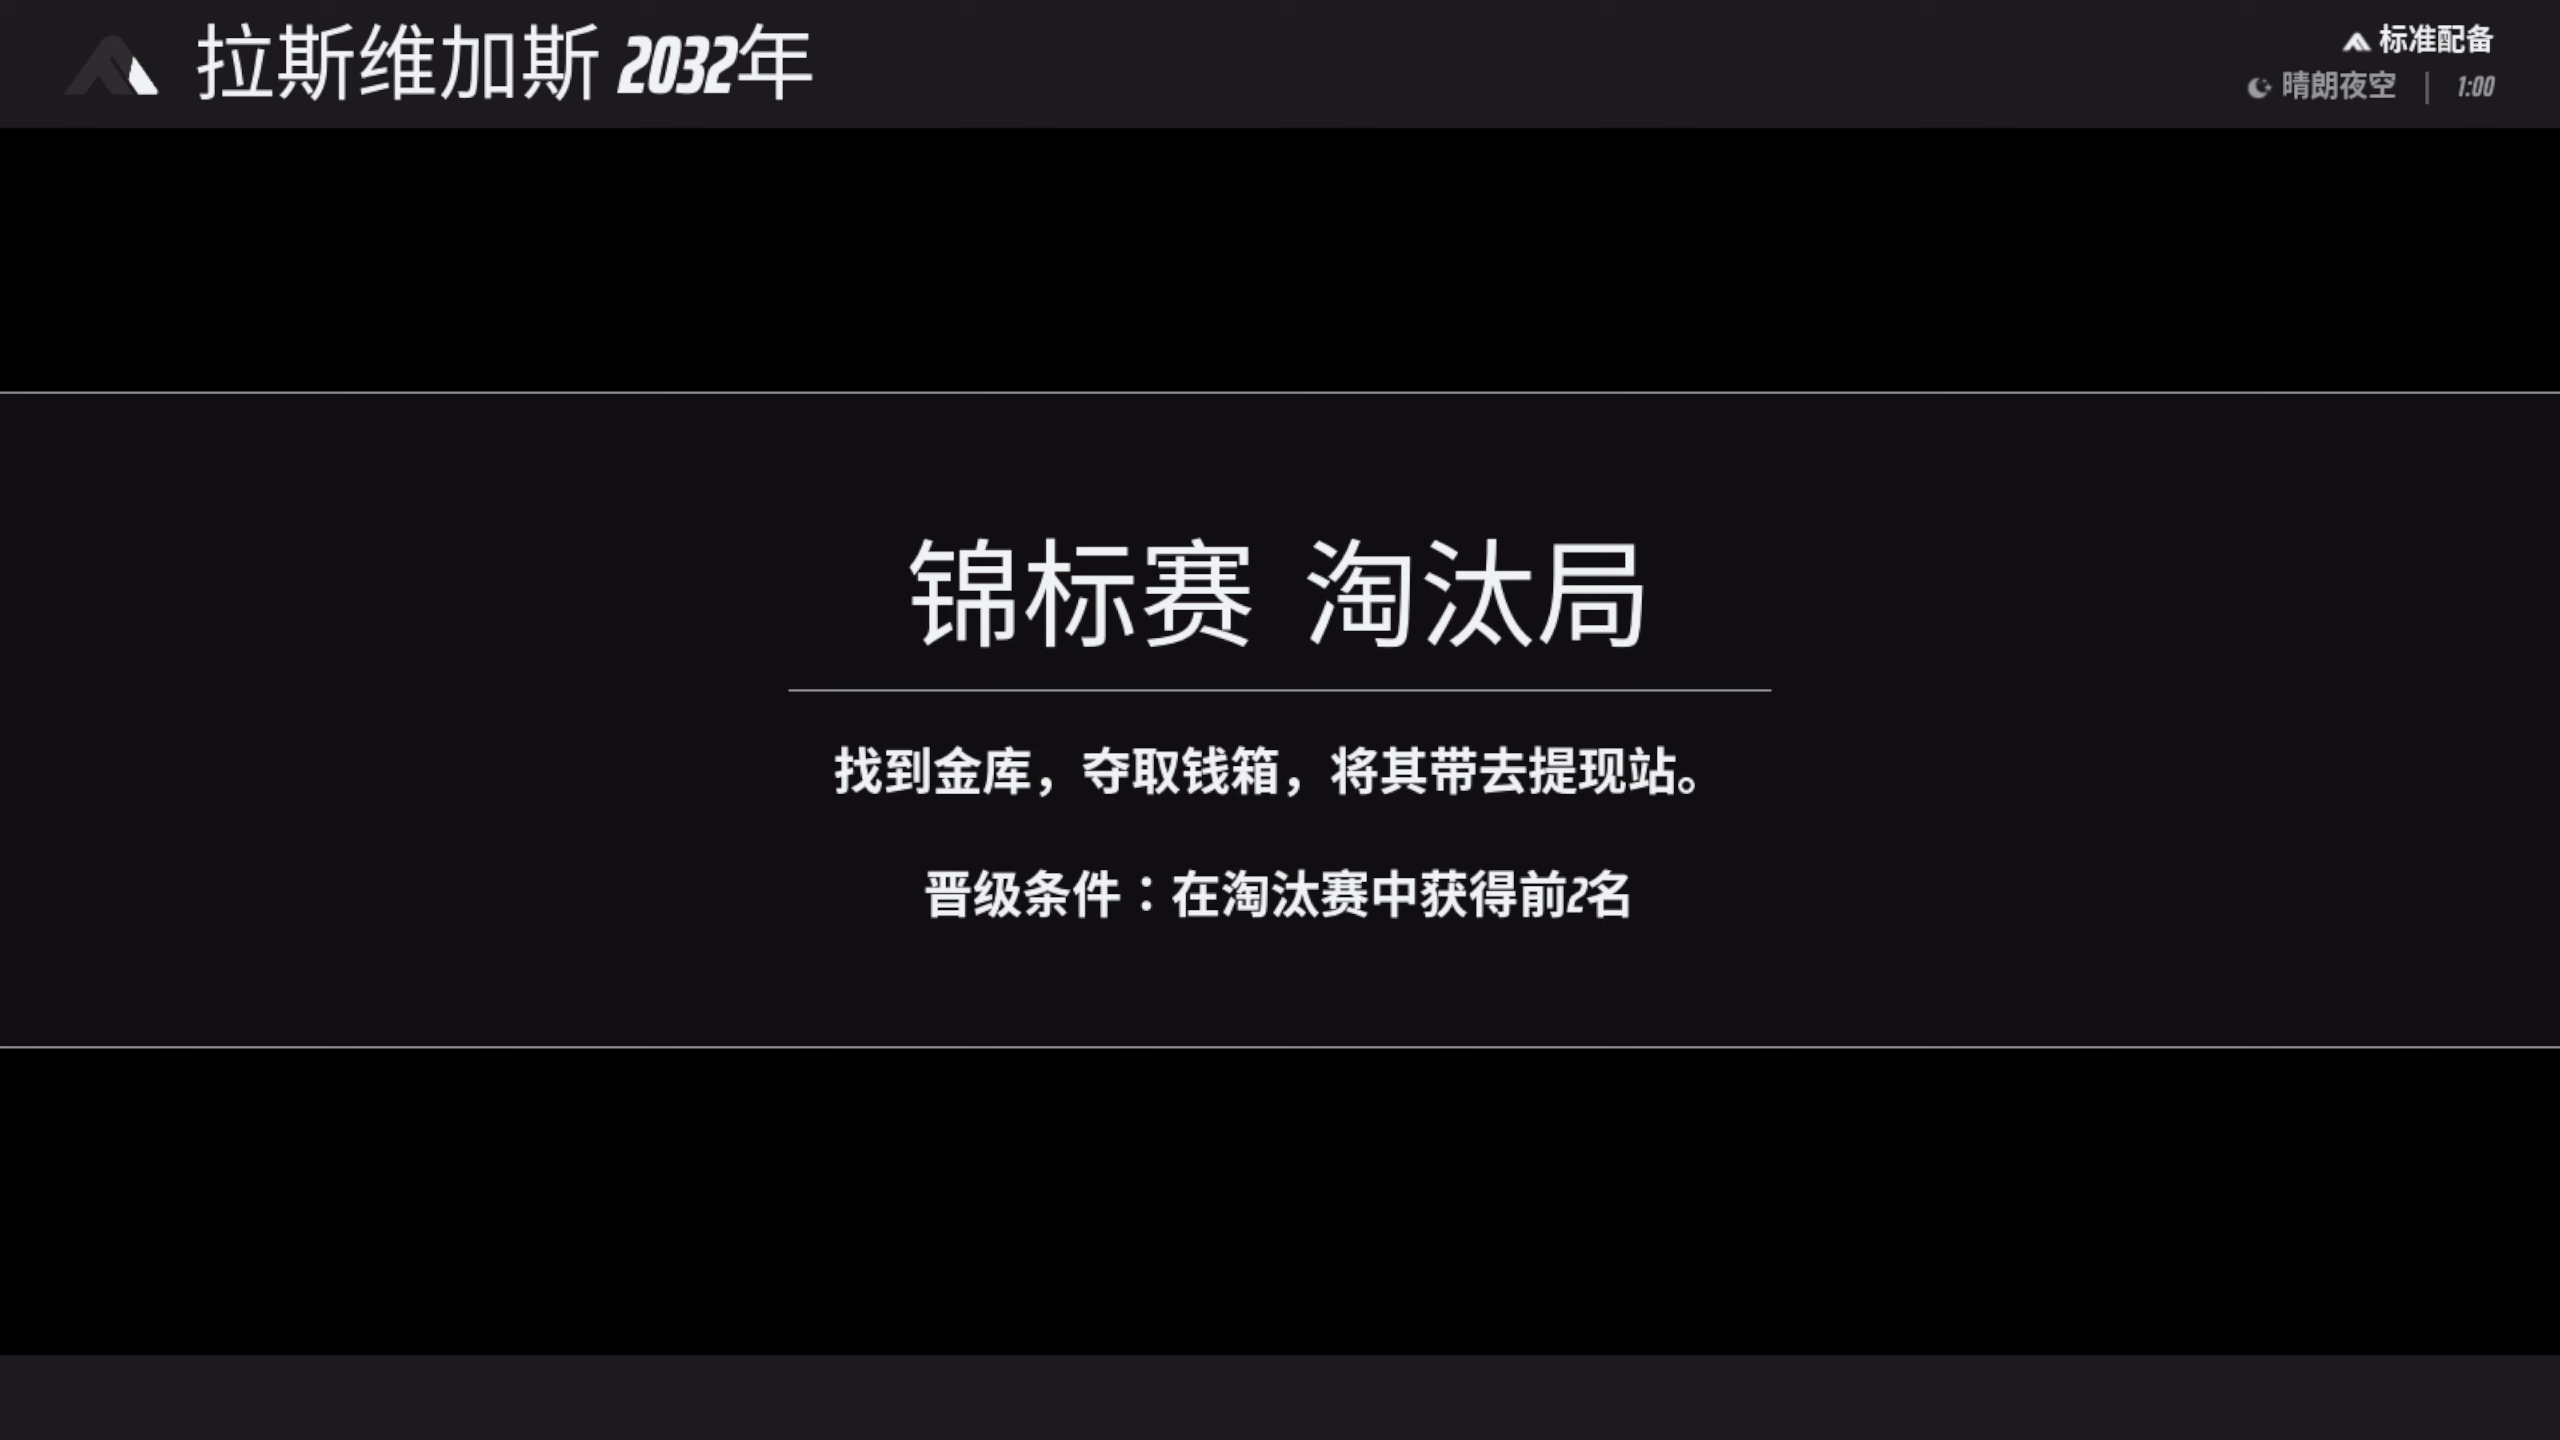 拉斯维加斯 2032年
标准配备
晴朗夜空 | 1:00
锦标赛 淘汰局
找到金库，夺取钱箱，将其带去提现站。
晋级条件：在淘汰赛中获得前2名